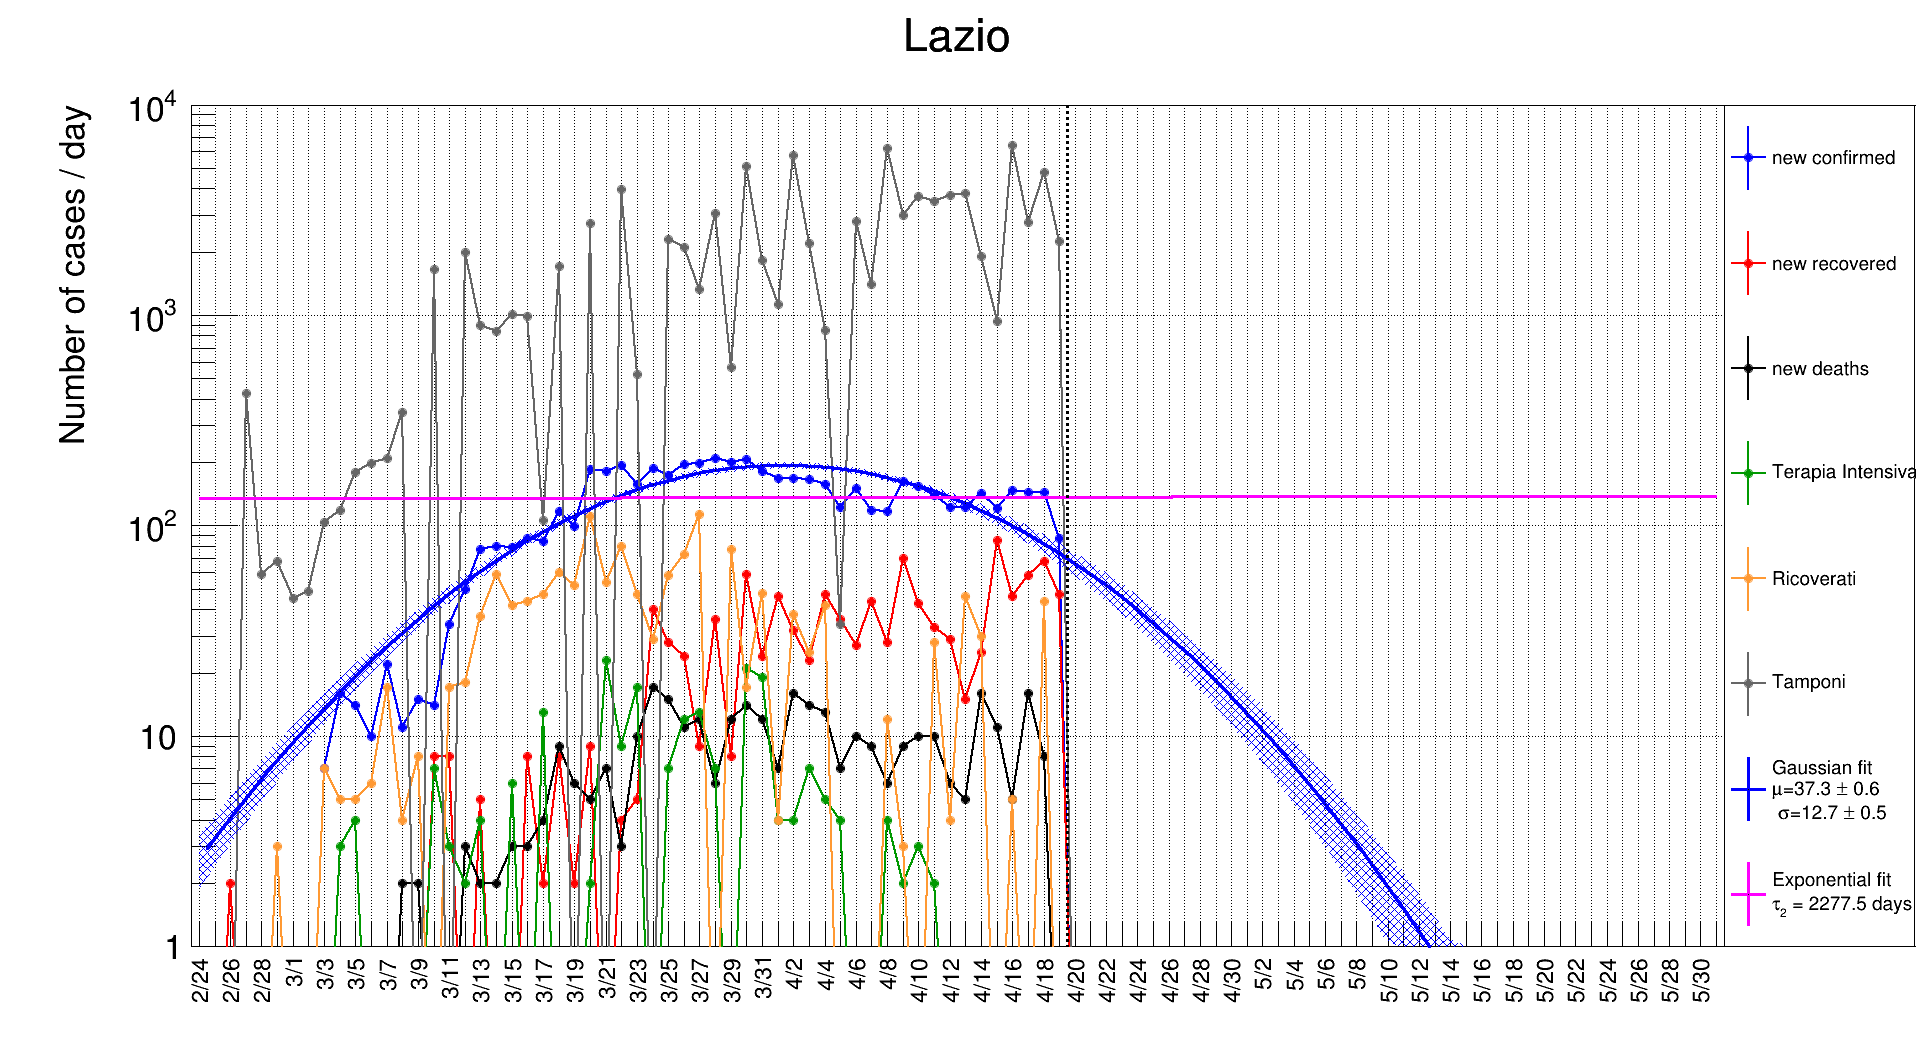 Lazio
Number of cases / day
10^4
10^3
10^2
10
1
2/24 2/26 2/28 3/1 3/3 3/5 3/7 3/9 3/11 3/13 3/15 3/17 3/19 3/21 3/23 3/25 3/27 3/29 3/31 4/2 4/4 4/6 4/8 4/10 4/12 4/14 4/16 4/18 4/20 4/22 4/24 4/26 4/28 4/30 5/2 5/4 5/6 5/8 5/10 5/12 5/14 5/16 5/18 5/20 5/22 5/24 5/26 5/28 5/30
new confirmed
new recovered
new deaths
Terapia Intensiva
Ricoverati
Tamponi
Gaussian fit
μ=37.3 ± 0.6
σ=12.7 ± 0.5
Exponential fit
τ₂ = 2277.5 days